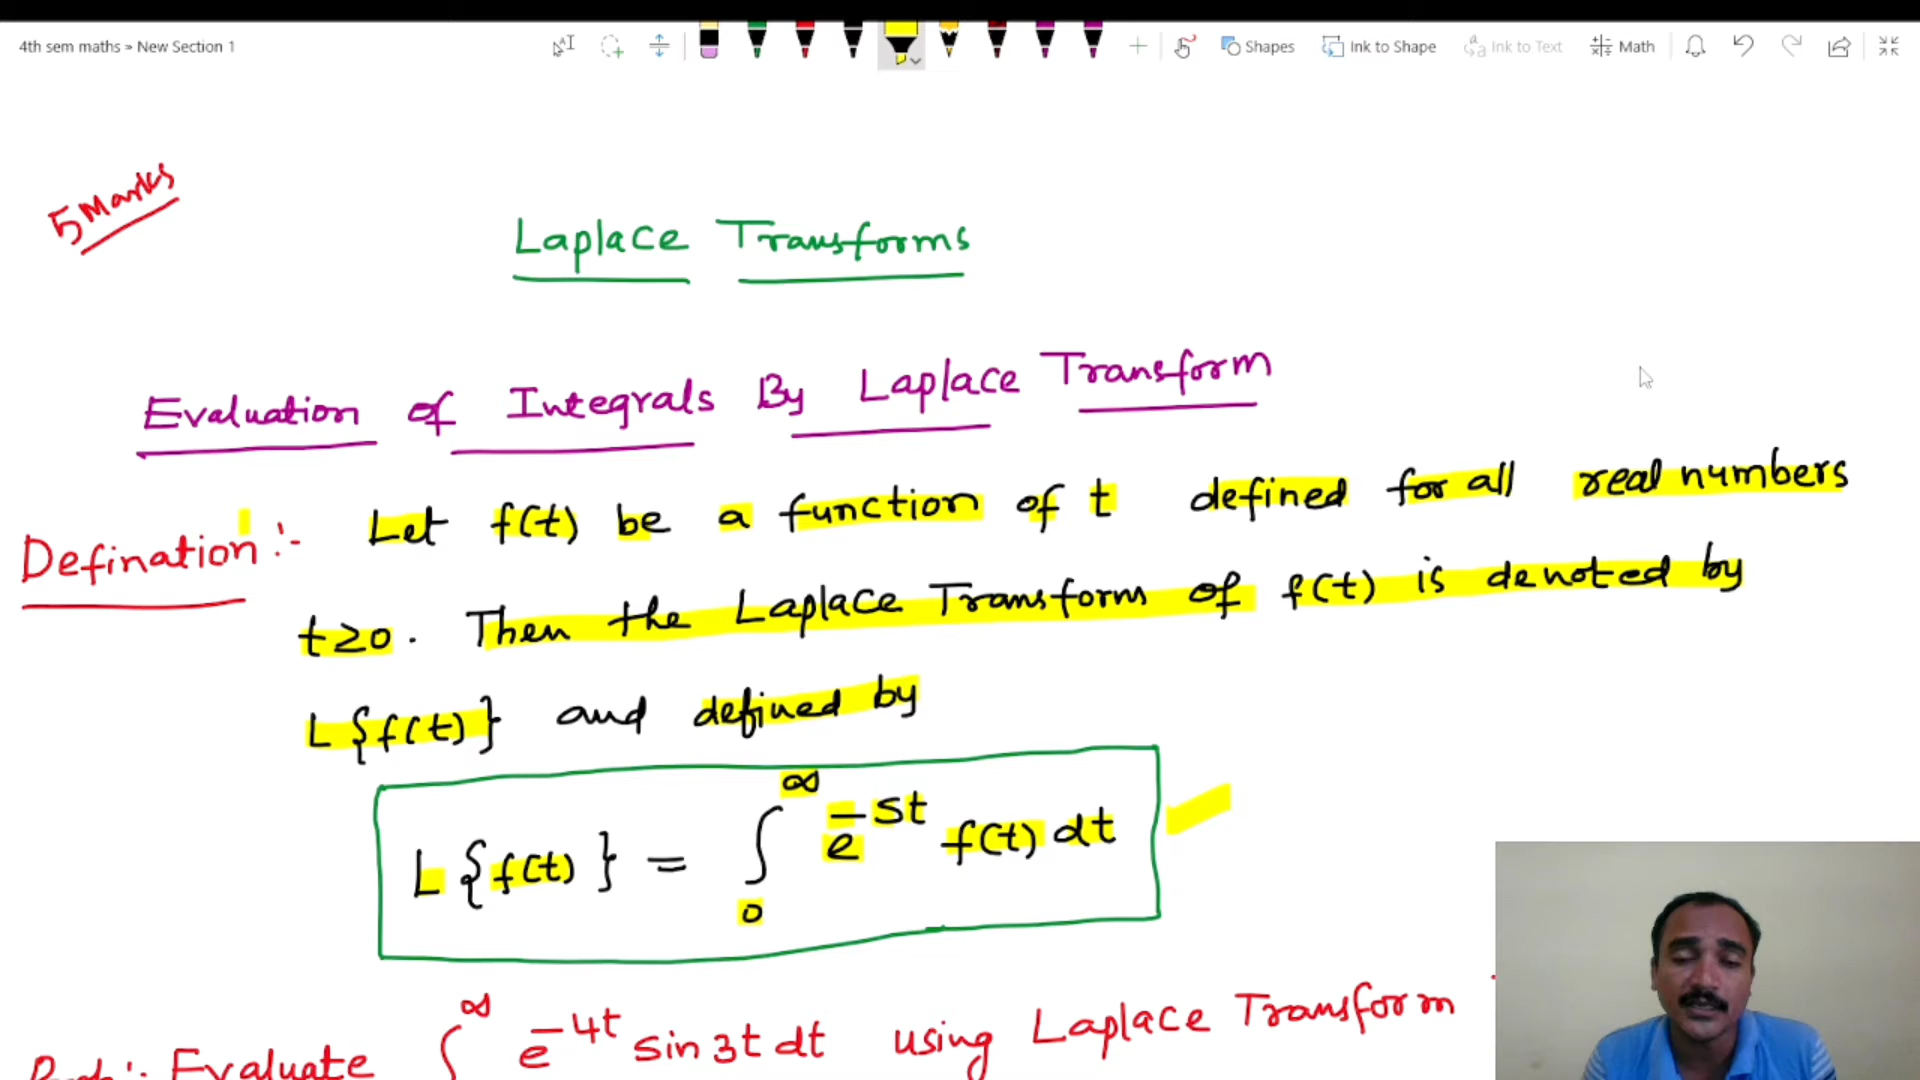 4th sem maths » New Section 1
Shapes Ink to Shape Ink to Text Math
5 Marks
Laplace Transforms
Evaluation of Integrals By Laplace Transform
Defination :- Let f(t) be a function of t defined for all real numbers
t≥0. Then the Laplace Transform of f(t) is denoted by
L{f(t)} and defined by
L{f(t)} = ∫₀^∞ e^-St f(t) dt
Evaluate ∫^∞ e^-4t sin3t dt using Laplace Transform